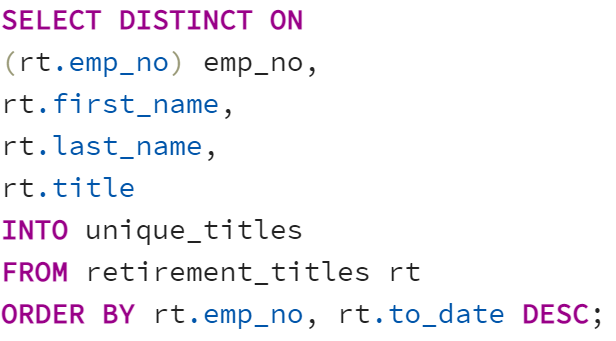 SELECT DISTINCT ON
(rt.emp_no) emp_no,
rt.first_name,
rt.last_name,
rt.title
INTO unique_titles
FROM retirement_titles rt
ORDER BY rt.emp_no, rt.to_date DESC;